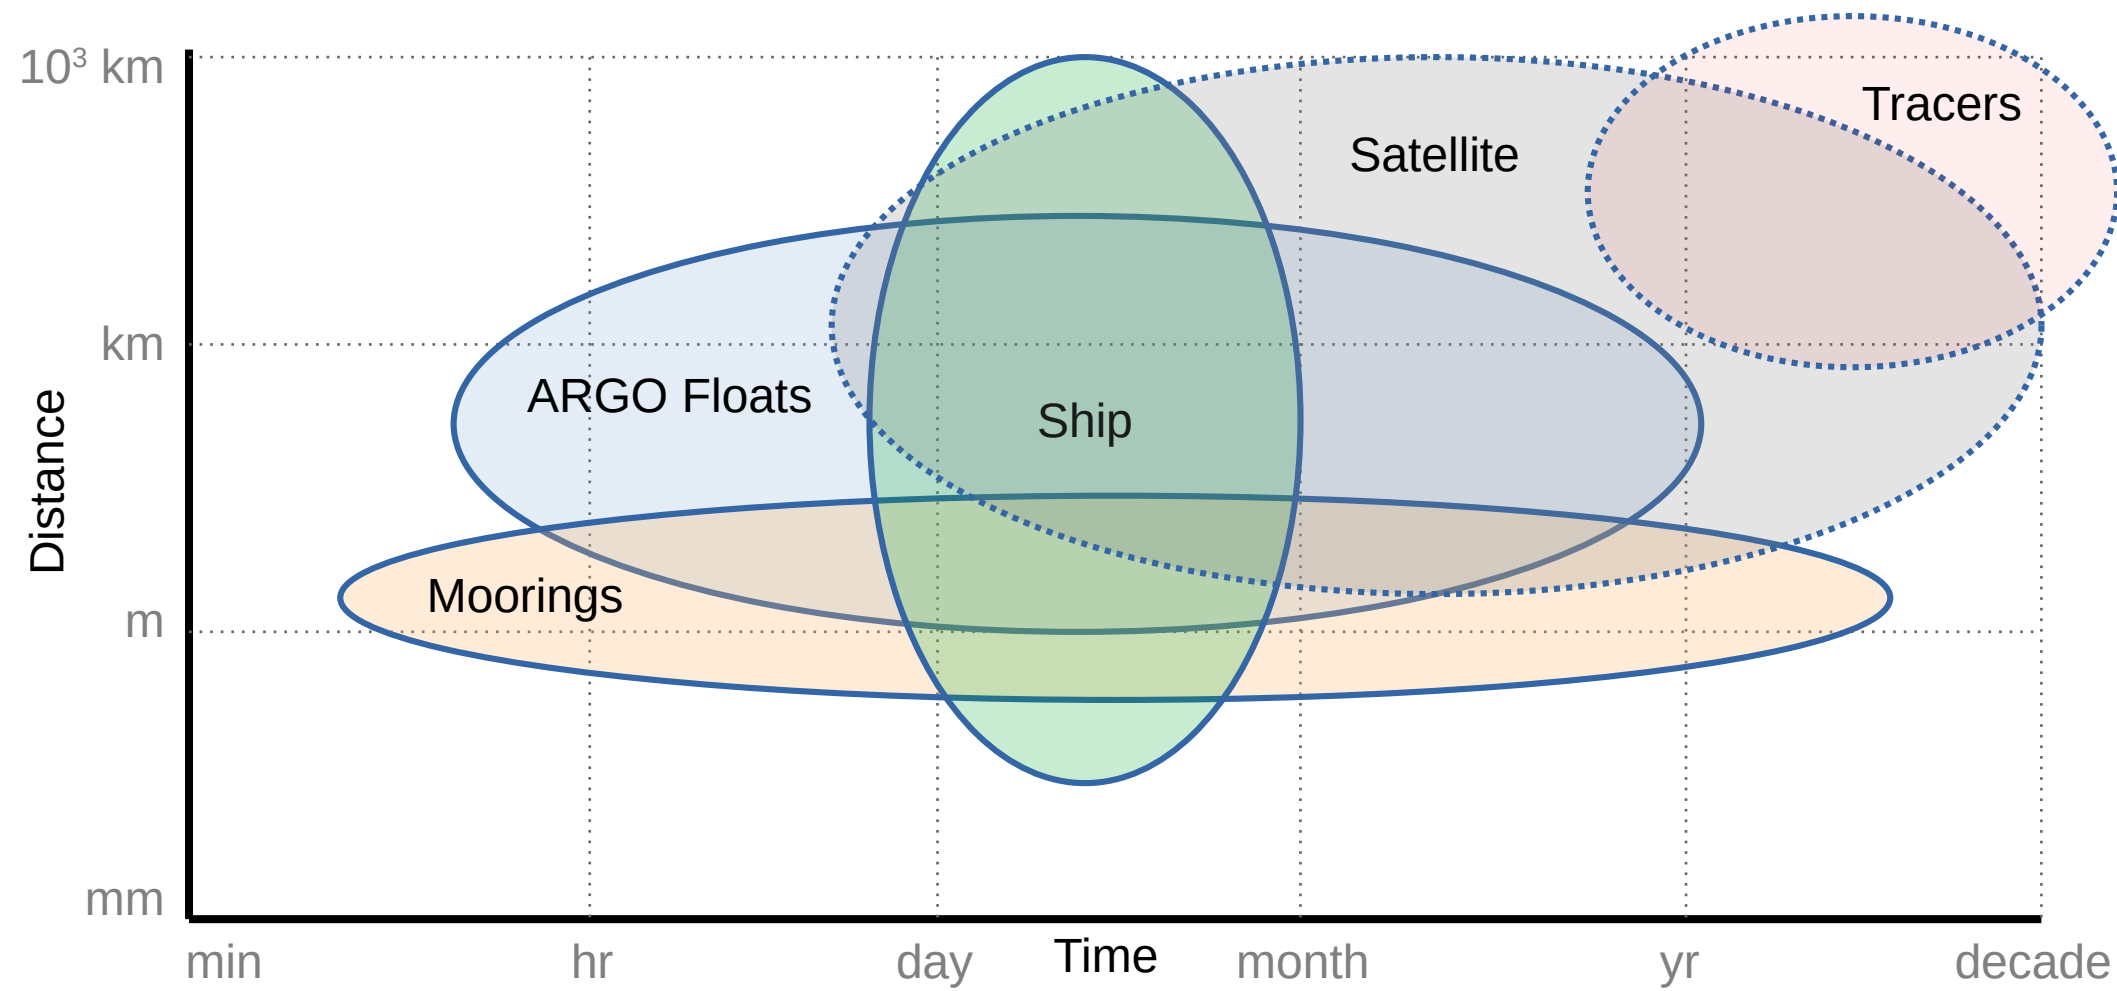 10³ km
Tracers
Satellite
km
ARGO Floats
Ship
Distance
Moorings
m
mm
min
hr
day
Time
month
yr
decade